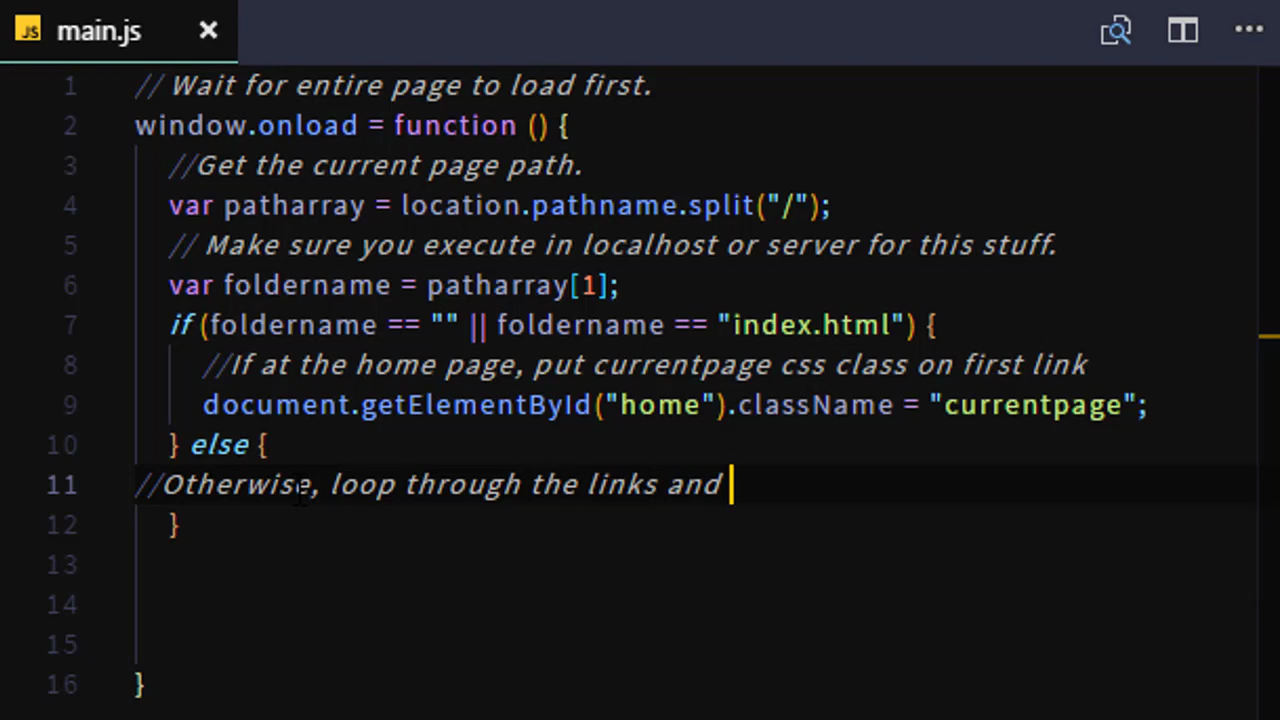 JS main.js ×
1 // Wait for entire page to load first.
2 window.onload = function () {
3 //Get the current page path.
4 var patharray = location.pathname.split("/");
5 // Make sure you execute in localhost or server for this stuff.
6 var foldername = patharray[1];
7 if (foldername == "" || foldername == "index.html") {
8 //If at the home page, put currentpage css class on first link
9 document.getElementById("home").className = "currentpage";
10 } else {
11 //Otherwise, loop through the links and
12 }
13
14
15
16 }